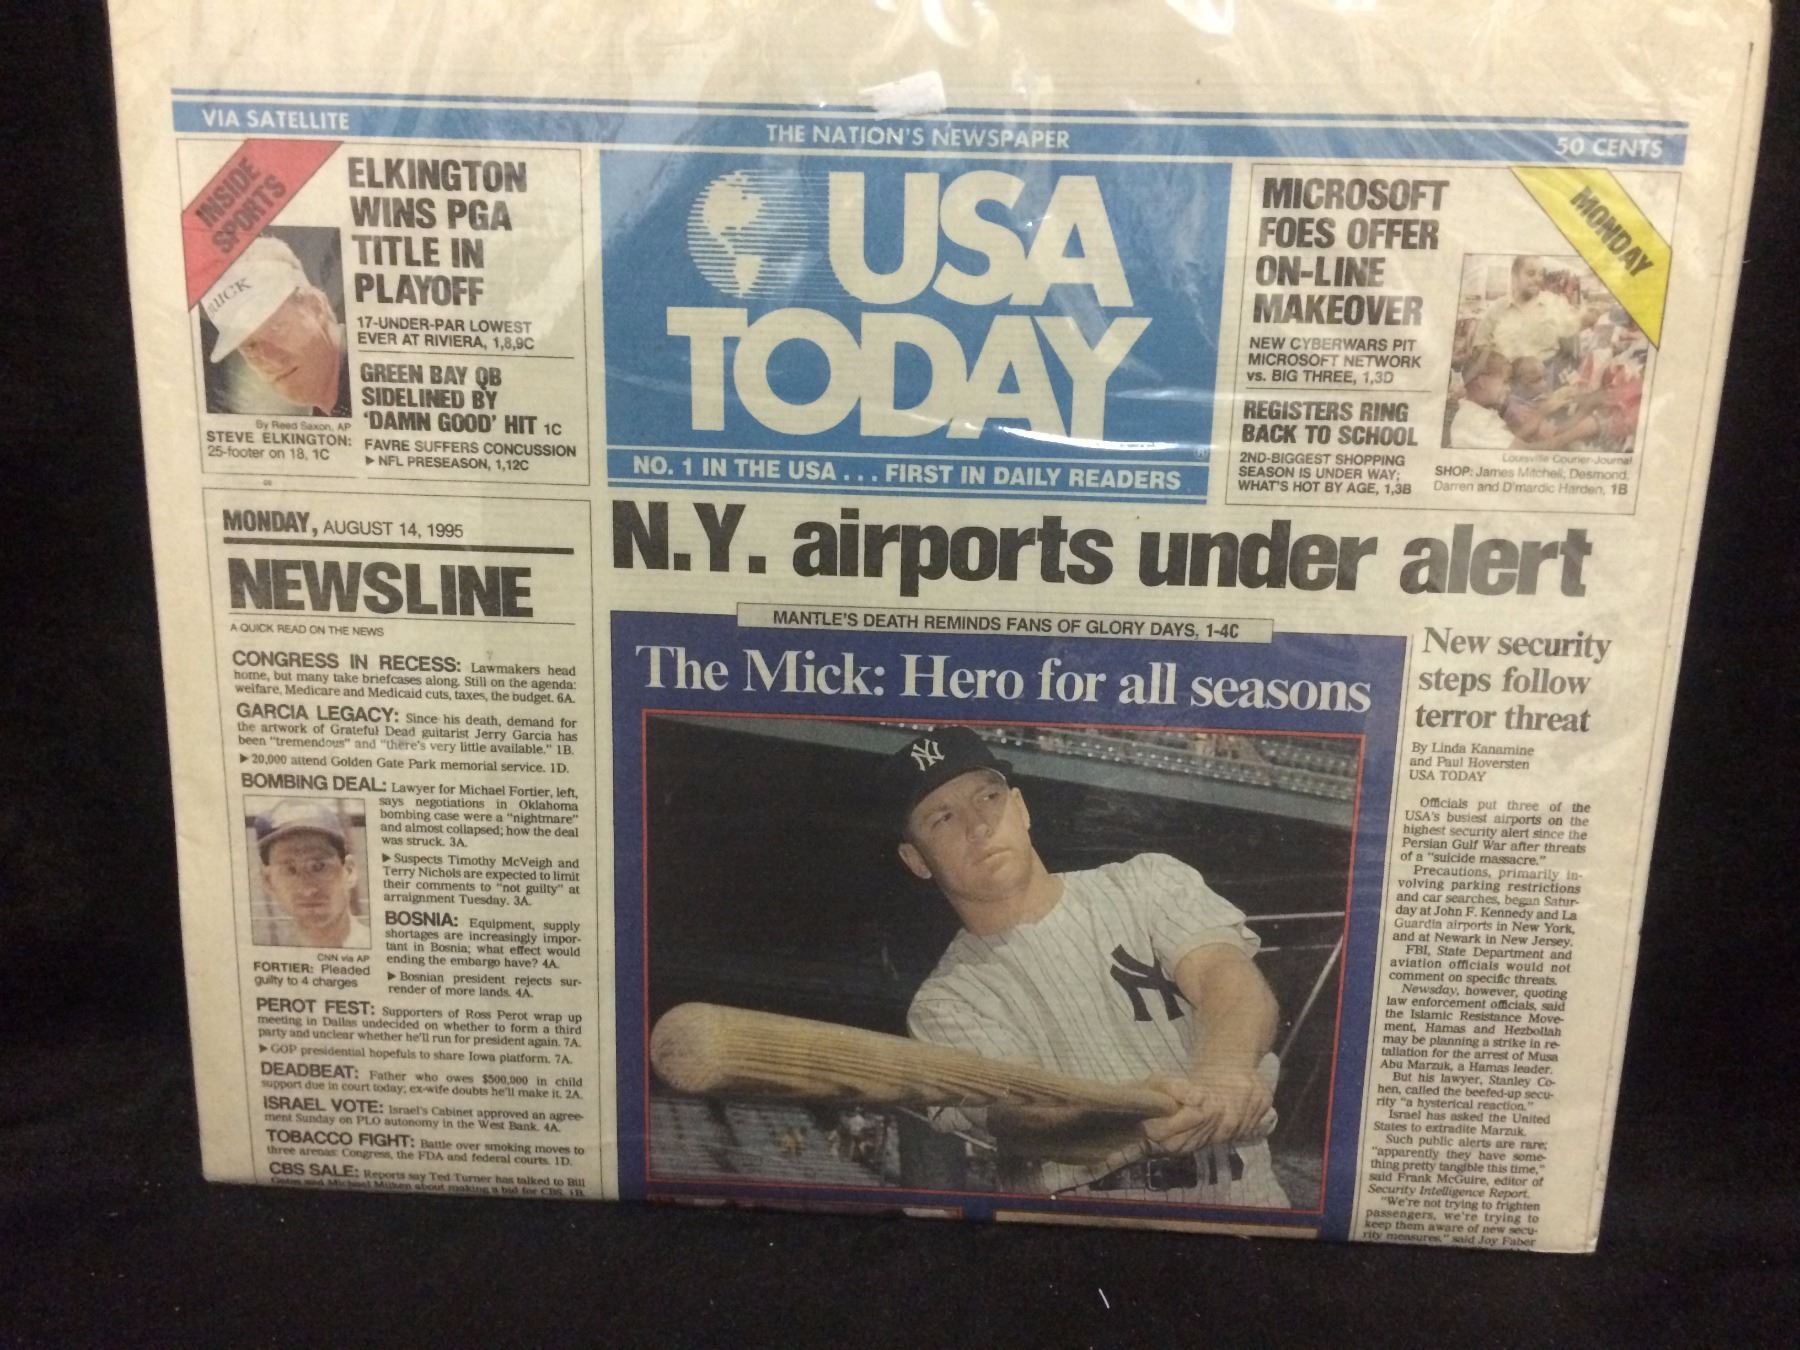 VIA SATELLITE
THE NATION'S NEWSPAPER
50 CENTS
INSIDE
SPORTS
ELKINGTON
WINS PGA
TITLE IN
PLAYOFF
17-UNDER-PAR LOWEST
EVER AT RIVIERA, 1,8,9C
By Reed Saxon, AP
STEVE ELKINGTON:
25-footer on 18, 1C
GREEN BAY QB
SIDELINED BY
'DAMN GOOD' HIT 1C
FAVRE SUFFERS CONCUSSION
▶ NFL PRESEASON, 1,12C
USA
TODAY
®
NO. 1 IN THE USA . . . FIRST IN DAILY READERS
MICROSOFT
FOES OFFER
ON-LINE
MAKEOVER
NEW CYBERWARS PIT
MICROSOFT NETWORK
vs. BIG THREE, 1,3D
REGISTERS RING
BACK TO SCHOOL
2ND-BIGGEST SHOPPING
SEASON IS UNDER WAY;
WHAT'S HOT BY AGE, 1,3B
MONDAY
Louisville Courier-Journal
SHOP: James Mitchell, Desmond,
Darren and D'mardic Harden, 1B
MONDAY, AUGUST 14, 1995
NEWSLINE
A QUICK READ ON THE NEWS
CONGRESS IN RECESS: Lawmakers head
home, but many take briefcases along. Still on the agenda:
welfare, Medicare and Medicaid cuts, taxes, the budget. 6A.
GARCIA LEGACY: Since his death, demand for
the artwork of Grateful Dead guitarist Jerry Garcia has
been "tremendous" and "there's very little available." 1B.
▶ 20,000 attend Golden Gate Park memorial service. 1D.
BOMBING DEAL: Lawyer for Michael Fortier, left,
says negotiations in Oklahoma
bombing case were a "nightmare"
and almost collapsed; how the deal
was struck. 3A.
▶ Suspects Timothy McVeigh and
Terry Nichols are expected to limit
their comments to "not guilty" at
arraignment Tuesday. 3A.
CNN via AP
FORTIER: Pleaded
guilty to 4 charges
BOSNIA: Equipment, supply
shortages are increasingly impor-
tant in Bosnia; what effect would
ending the embargo have? 4A.
▶ Bosnian president rejects sur-
render of more lands. 4A.
PEROT FEST: Supporters of Ross Perot wrap up
meeting in Dallas undecided on whether to form a third
party and unclear whether he'll run for president again. 7A.
▶ GOP presidential hopefuls to share Iowa platform. 7A.
DEADBEAT: Father who owes $500,000 in child
support due in court today; ex-wife doubts he'll make it. 2A.
ISRAEL VOTE: Israel's Cabinet approved an agree-
ment Sunday on PLO autonomy in the West Bank. 4A.
TOBACCO FIGHT: Battle over smoking moves to
three arenas: Congress, the FDA and federal courts. 1D.
CBS SALE: Reports say Ted Turner has talked to Bill
Gates and Michael Milken about making a bid for CBS. 1B.
N.Y. airports under alert
MANTLE'S DEATH REMINDS FANS OF GLORY DAYS, 1-4C
The Mick: Hero for all seasons
New security
steps follow
terror threat
By Linda Kanamine
and Paul Hoversten
USA TODAY
Officials put three of the
USA's busiest airports on the
highest security alert since the
Persian Gulf War after threats
of a "suicide massacre."
Precautions, primarily in-
volving parking restrictions
and car searches, began Satur-
day at John F. Kennedy and La
Guardia airports in New York,
and at Newark in New Jersey.
FBI, State Department and
aviation officials would not
comment on specific threats.
Newsday, however, quoting
law enforcement officials, said
the Islamic Resistance Move-
ment, Hamas and Hezbollah
may be planning a strike in re-
taliation for the arrest of Musa
Abu Marzuk, a Hamas leader.
But his lawyer, Stanley Co-
hen, called the beefed-up secu-
rity "a hysterical reaction."
Israel has asked the United
States to extradite Marzuk.
Such public alerts are rare;
"apparently they have some-
thing pretty tangible this time,"
said Frank McGuire, editor of
Security Intelligence Report.
"We're not trying to frighten
passengers, we're trying to
keep them aware of new secu-
rity measures," said Joy Faber